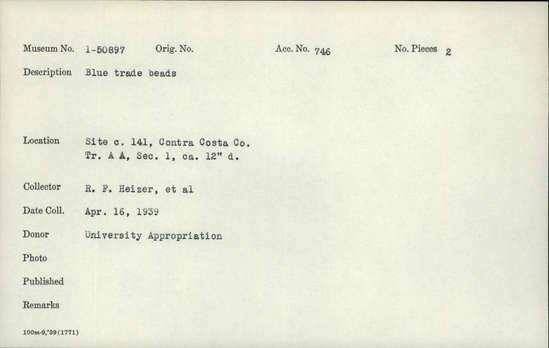 Museum No. 1-50897 Orig. No. Acc. No. 746 No. Pieces 2
Description Blue trade beads
Location Site c. 141, Contra Costa Co.
Tr. A A, Sec. 1, ca. 12" d.
Collector R. F. Heizer, et al
Date Coll. Apr. 16, 1939
Donor University Appropriation
Photo
Published
Remarks
100m-9,'39(1771)